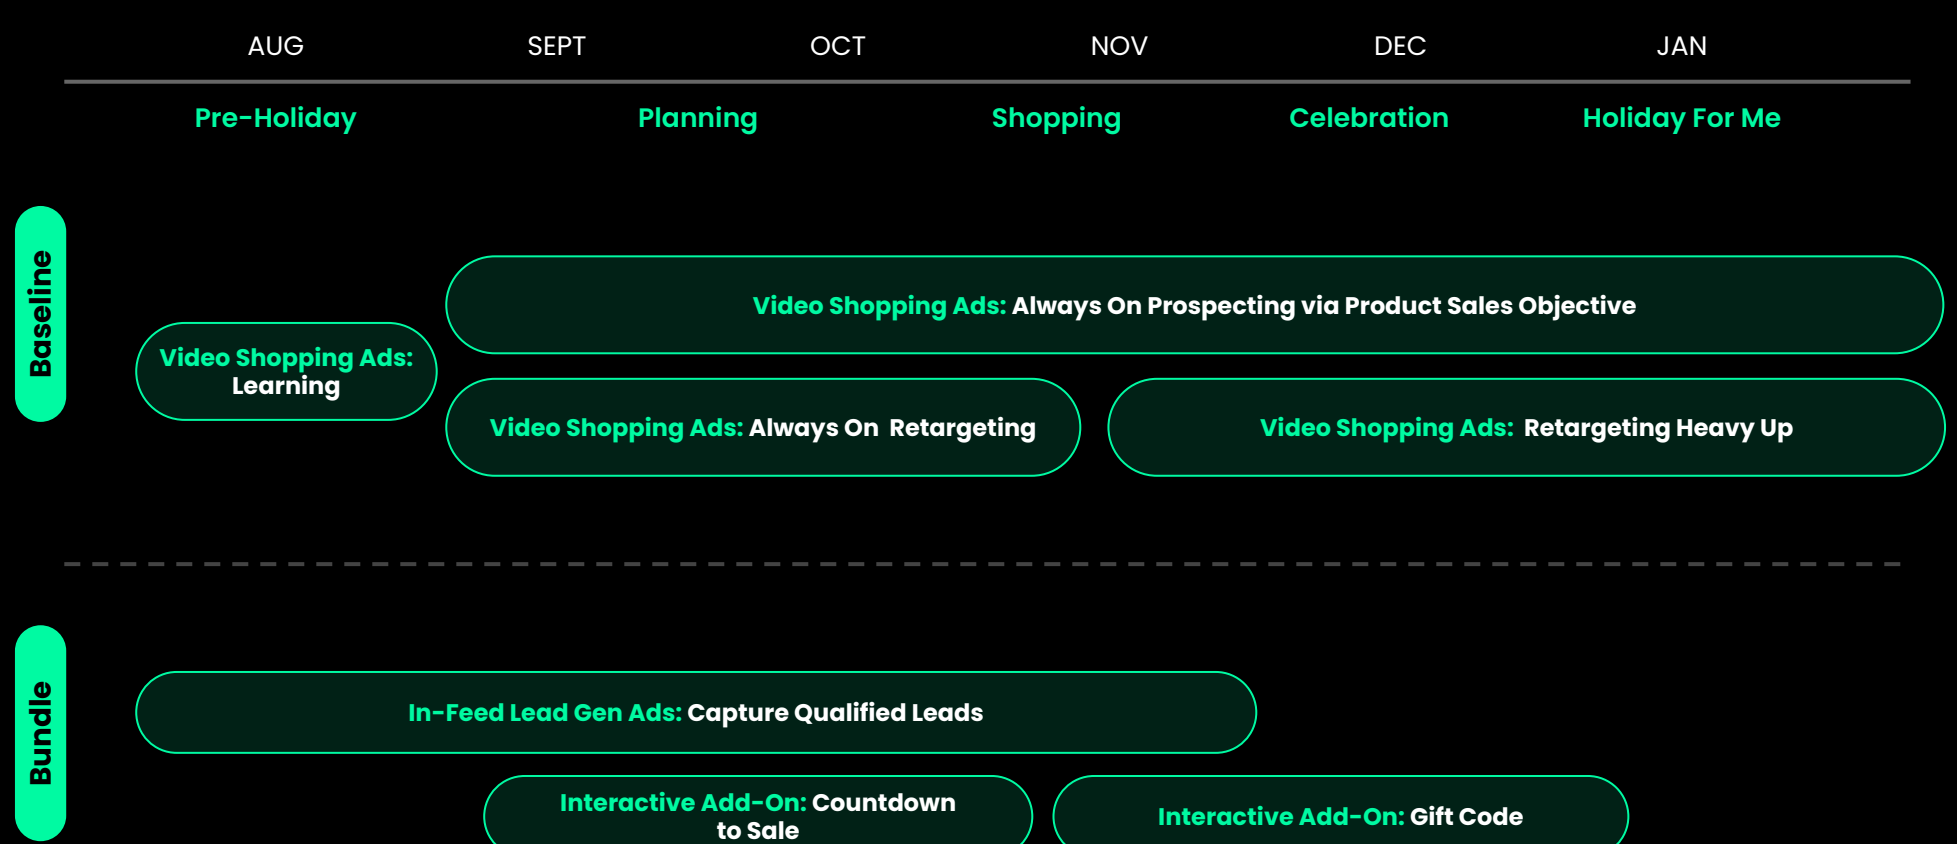 AUG SEPT OCT NOV DEC JAN
Pre-Holiday Planning Shopping Celebration Holiday For Me
Baseline
Video Shopping Ads: Always On Prospecting via Product Sales Objective
Video Shopping Ads:
Learning
Video Shopping Ads: Always On Retargeting
Video Shopping Ads: Retargeting Heavy Up
Bundle
In-Feed Lead Gen Ads: Capture Qualified Leads
Interactive Add-On: Countdown
to Sale
Interactive Add-On: Gift Code